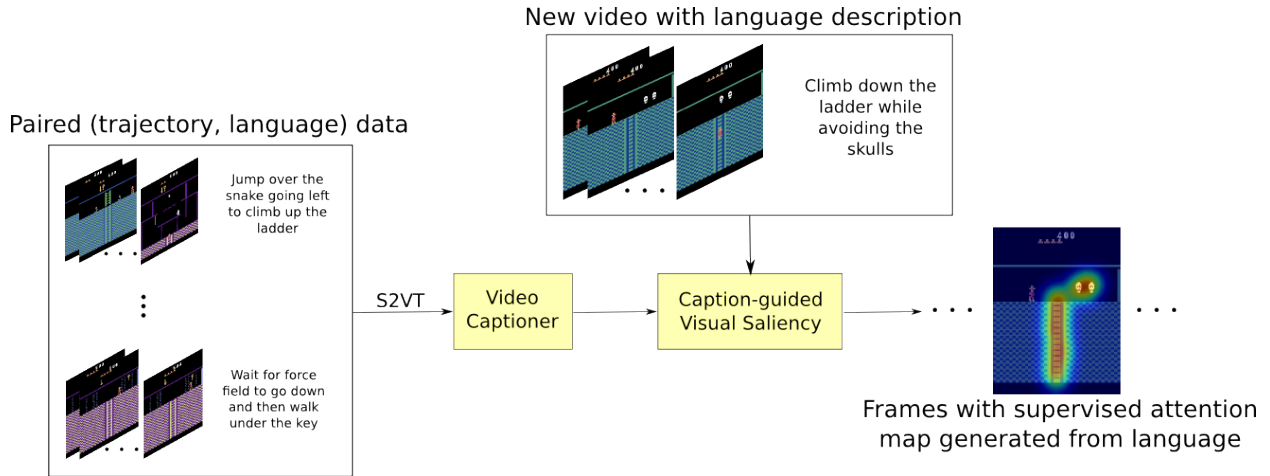 New video with language description
Climb down the
ladder while
avoiding the
skulls
Paired (trajectory, language) data
Jump over the
snake going left
to climb up the
ladder
Wait for force
field to go down
and then walk
under the key
S2VT
Video
Captioner
Caption-guided
Visual Saliency
400
Frames with supervised attention
map generated from language